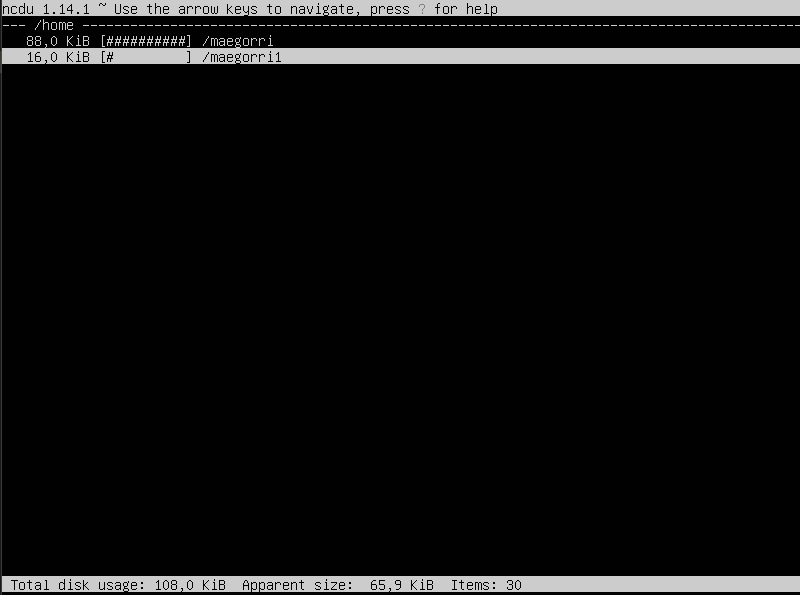 ncdu 1.14.1 ~ Use the arrow keys to navigate, press ? for help
--- /home ------------------------------------------------------------------------------------------
88,0 KiB [##########] /maegorri
16,0 KiB [#         ] /maegorri1
Total disk usage: 108,0 KiB  Apparent size:  65,9 KiB  Items: 30